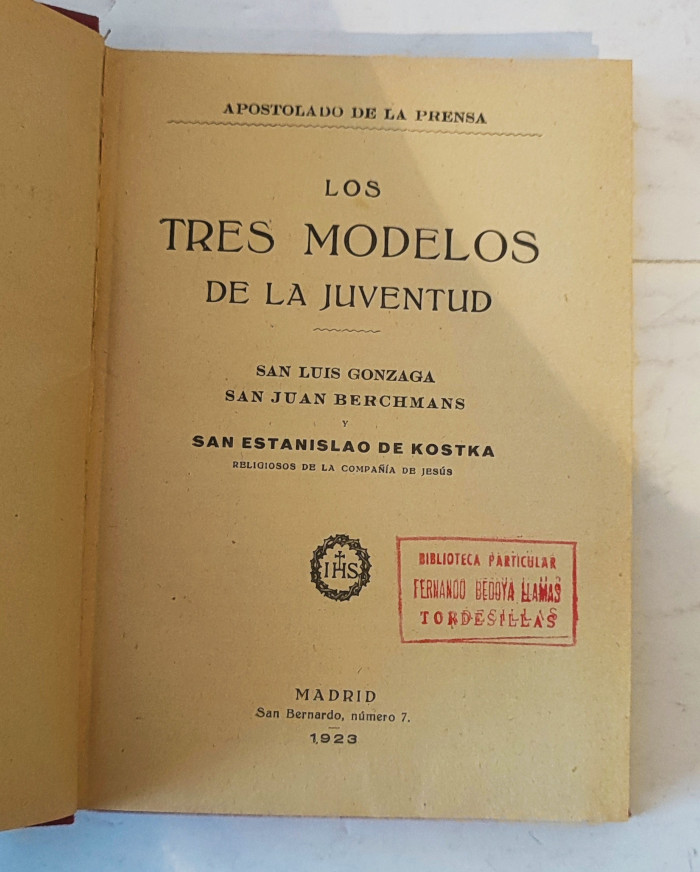 APOSTOLADO DE LA PRENSA
LOS
TRES MODELOS
DE LA JUVENTUD
SAN LUIS GONZAGA
SAN JUAN BERCHMANS
Y
SAN ESTANISLAO DE KOSTKA
RELIGIOSOS DE LA COMPAÑÍA DE JESÚS
IHS
BIBLIOTECA PARTICULAR
FERNANDO BEDOYA LLAMAS
TORDESILLAS
MADRID
San Bernardo, número 7.
1923